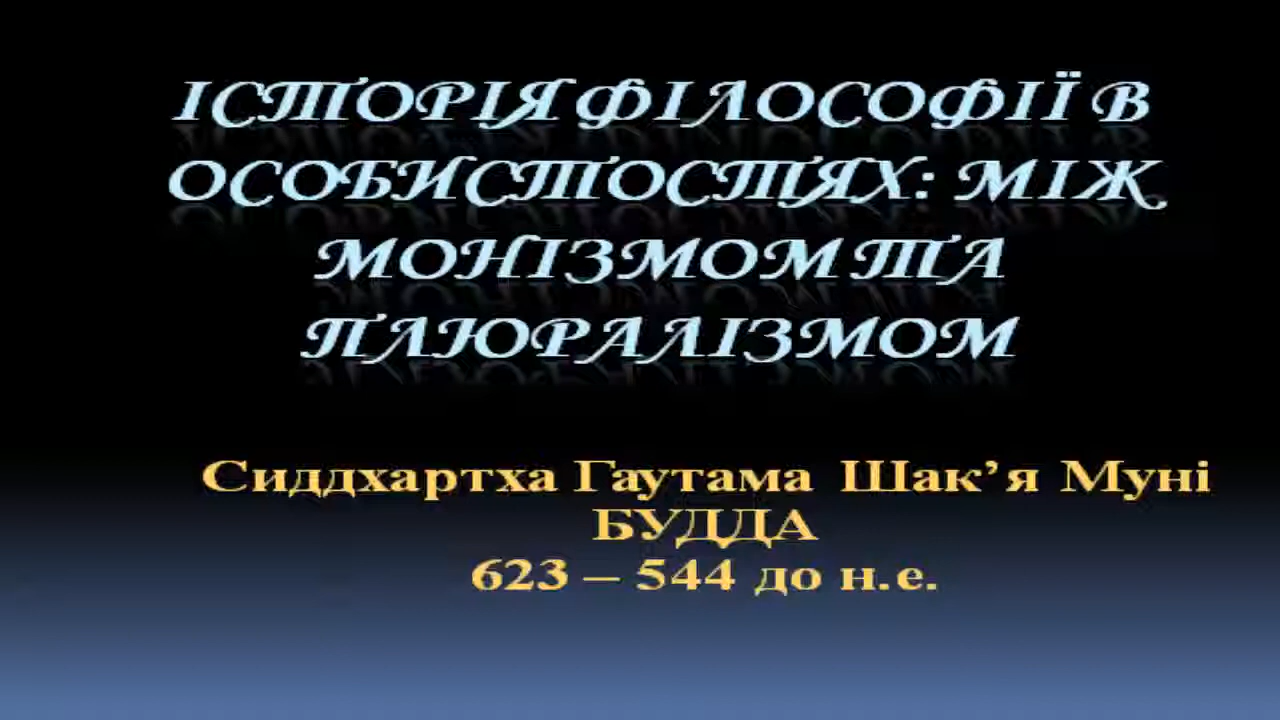 ІСТОРІЯ ФІЛОСОФІЇ В
ОСОБИСТОСТЯХ: МІЖ
МОНІЗМОМ ТА
ПЛЮРАЛІЗМОМ
Сиддхартха Гаутама Шак’я Муні
БУДДА
623 – 544 до н.е.